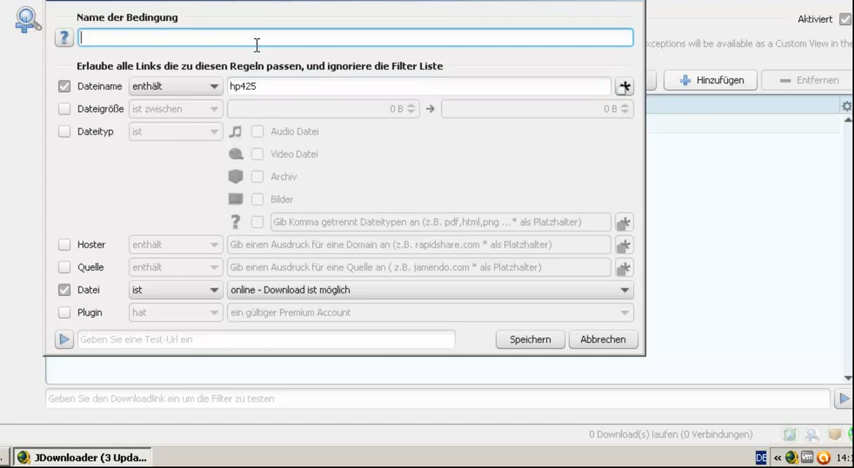 Name der Bedingung
Aktiviert
exceptions will be available as a Custom View in the
Erlaube alle Links die zu diesen Regeln passen, und ignoriere die Filter Liste
Dateiname enthält hp425
Hinzufügen Entfernen
Dateigröße ist zwischen 0 B 0 B
Dateityp ist Audio Datei
Video Datei
Archiv
Bilder
Gib Komma getrennt Dateitypen an (z.B. pdf,html,png ...* als Platzhalter)
Hoster enthält Gib einen Ausdruck für eine Domain an (z.B. rapidshare.com * als Platzhalter)
Quelle enthält Gib einen Ausdruck für eine Quelle an ( z.B. jamendo.com * als Platzhalter)
Datei ist online - Download ist möglich
Plugin hat ein gültiger Premium Account
Geben Sie eine Test-Url ein Speichern Abbrechen
Geben Sie den Downloadlink ein um die Filter zu testen
0 Download(s) laufen (0 Verbindungen)
JDownloader (3 Upda... DE «